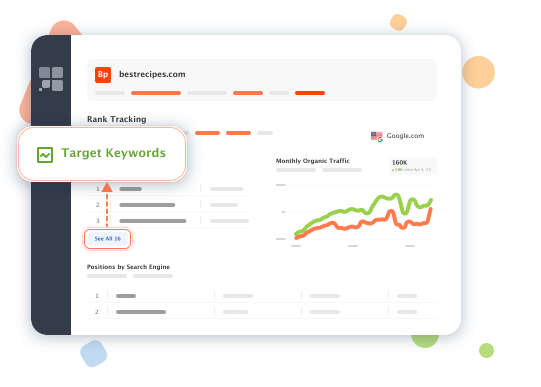 Bp bestrecipes.com
Rank Tracking
Google.com
Target Keywords
Monthly Organic Traffic
160K
1
2
3
See All 16
Positions by Search Engine
1
2